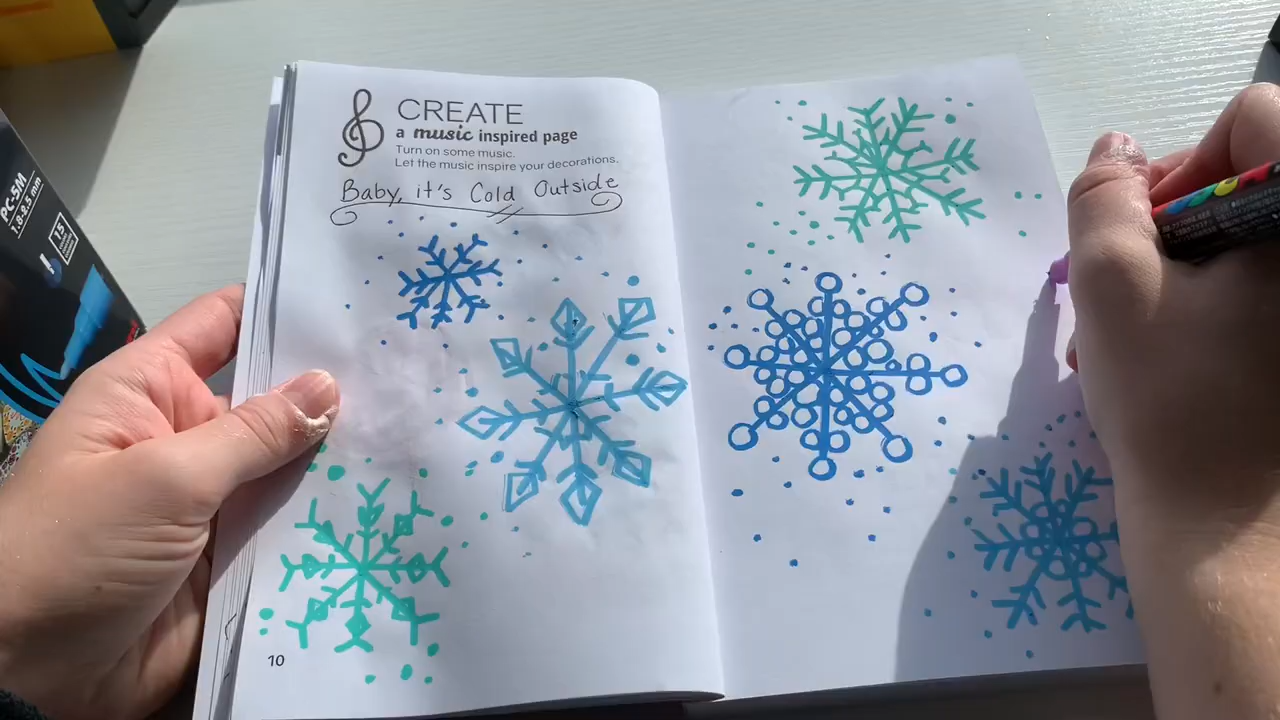 CREATE
a music inspired page
Turn on some music.
Let the music inspire your decorations.
Baby, it's Cold Outside
10
PC-5M
1.8-2.5 mm
15